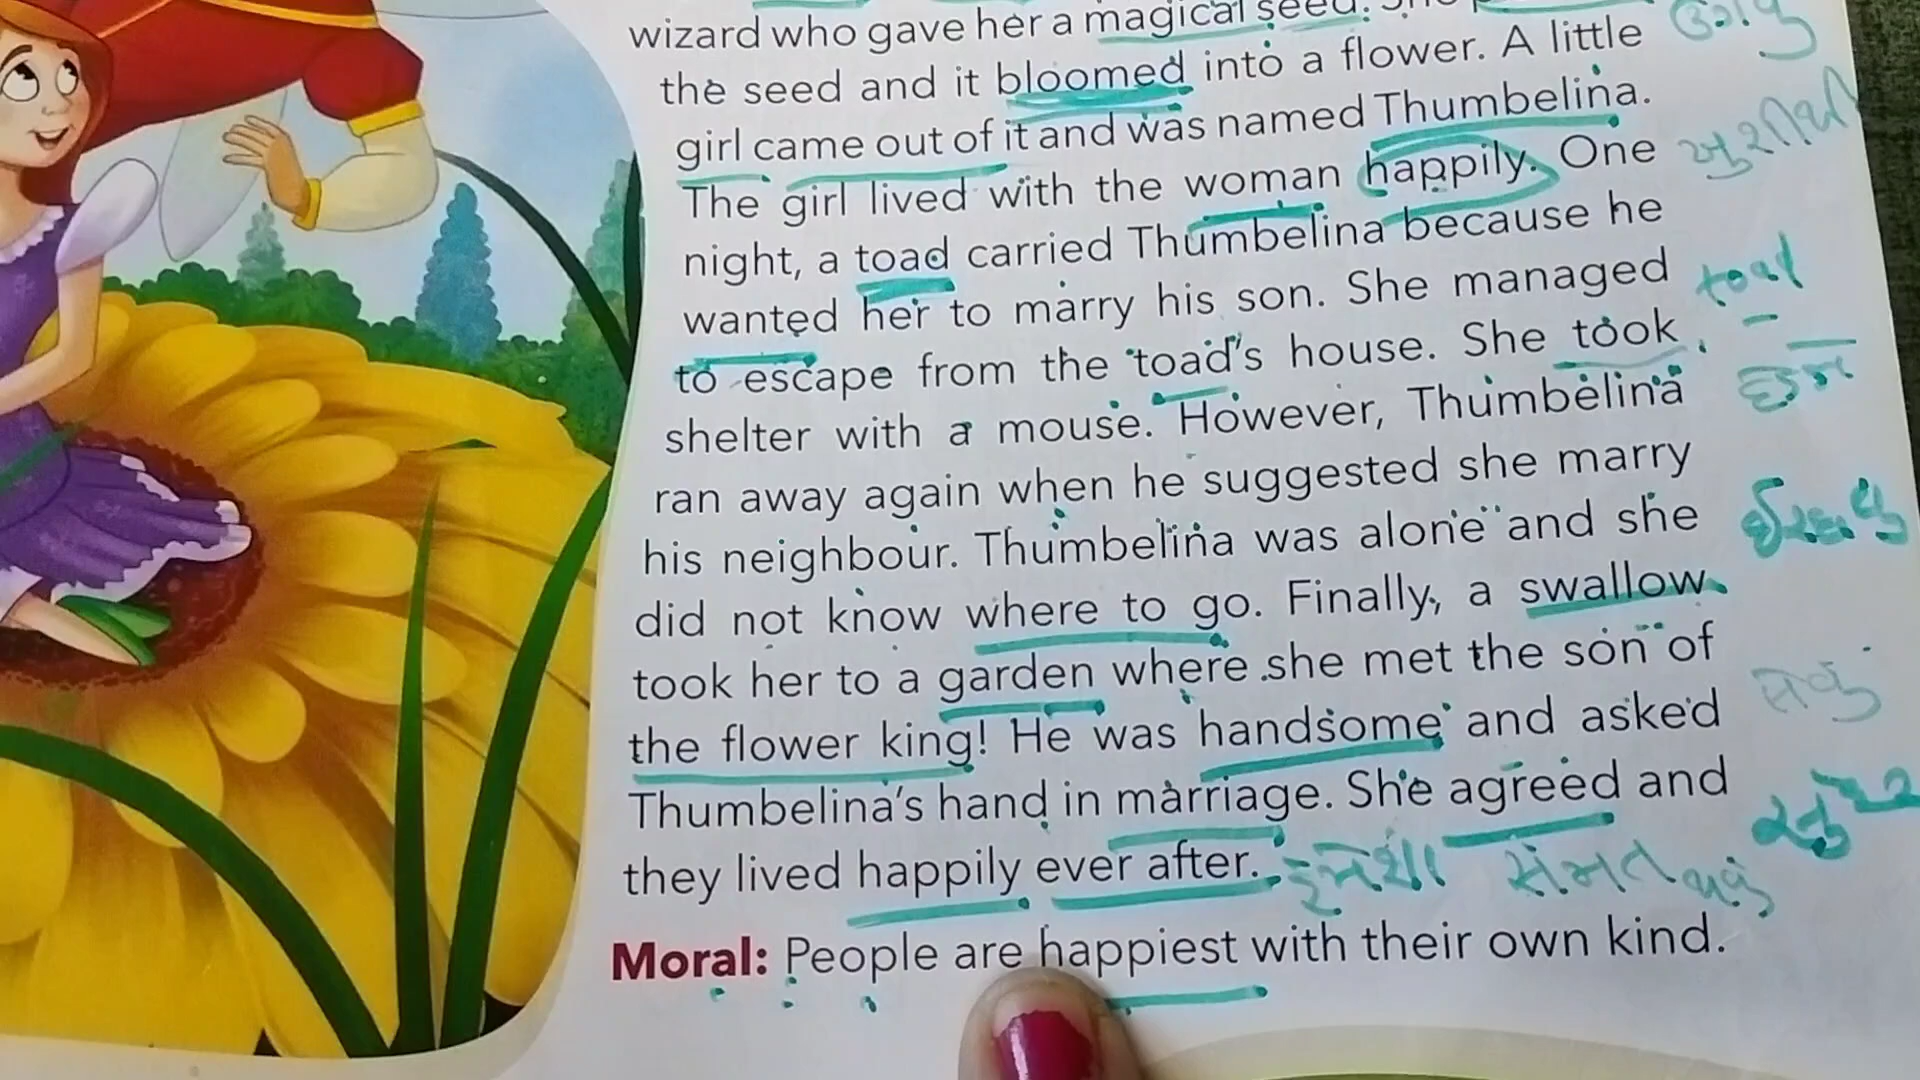 wizard who gave her a magical seed. She
the seed and it bloomed into a flower. A little
girl came out of it and was named Thumbelina.
The girl lived with the woman happily. One
night, a toad carried Thumbelina because he
wanted her to marry his son. She managed
toad
to escape from the toad's house. She took
shelter with a mouse. However, Thumbelina
ran away again when he suggested she marry
his neighbour. Thumbelina was alone and she
did not know where to go. Finally, a swallow
took her to a garden where she met the son of
the flower king! He was handsome and asked
Thumbelina's hand in marriage. She agreed and
they lived happily ever after. હંમેશા સંમત થવું
Moral: People are happiest with their own kind.